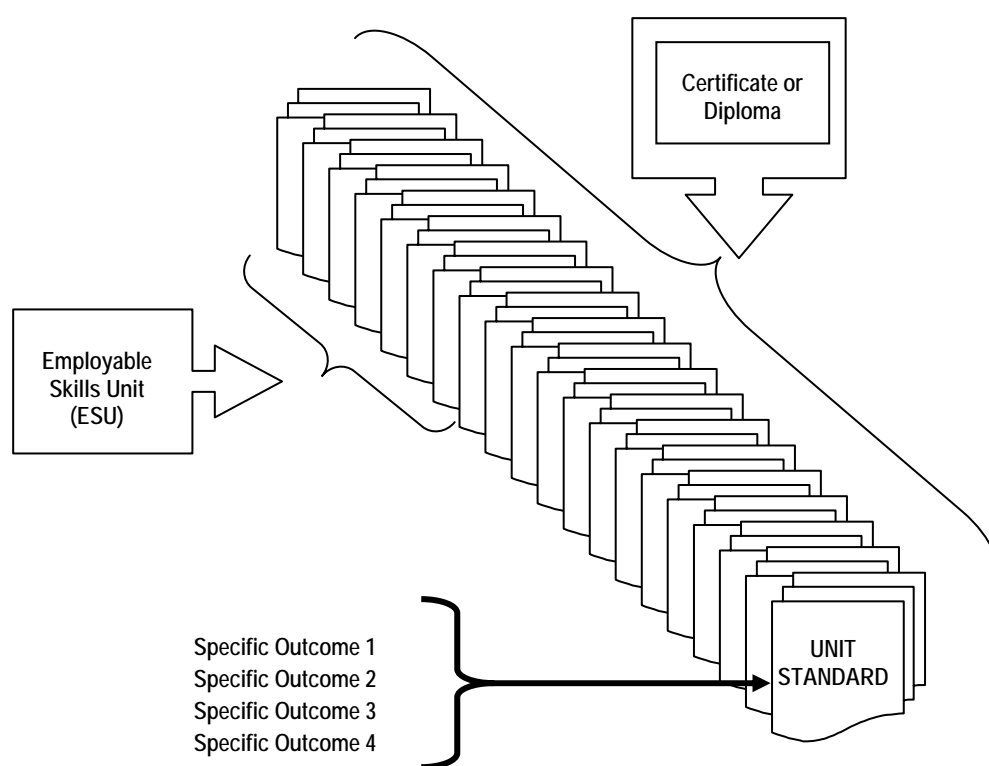 Certificate or
Diploma
Employable
Skills Unit
(ESU)
Specific Outcome 1
Specific Outcome 2
Specific Outcome 3
Specific Outcome 4
UNIT
STANDARD